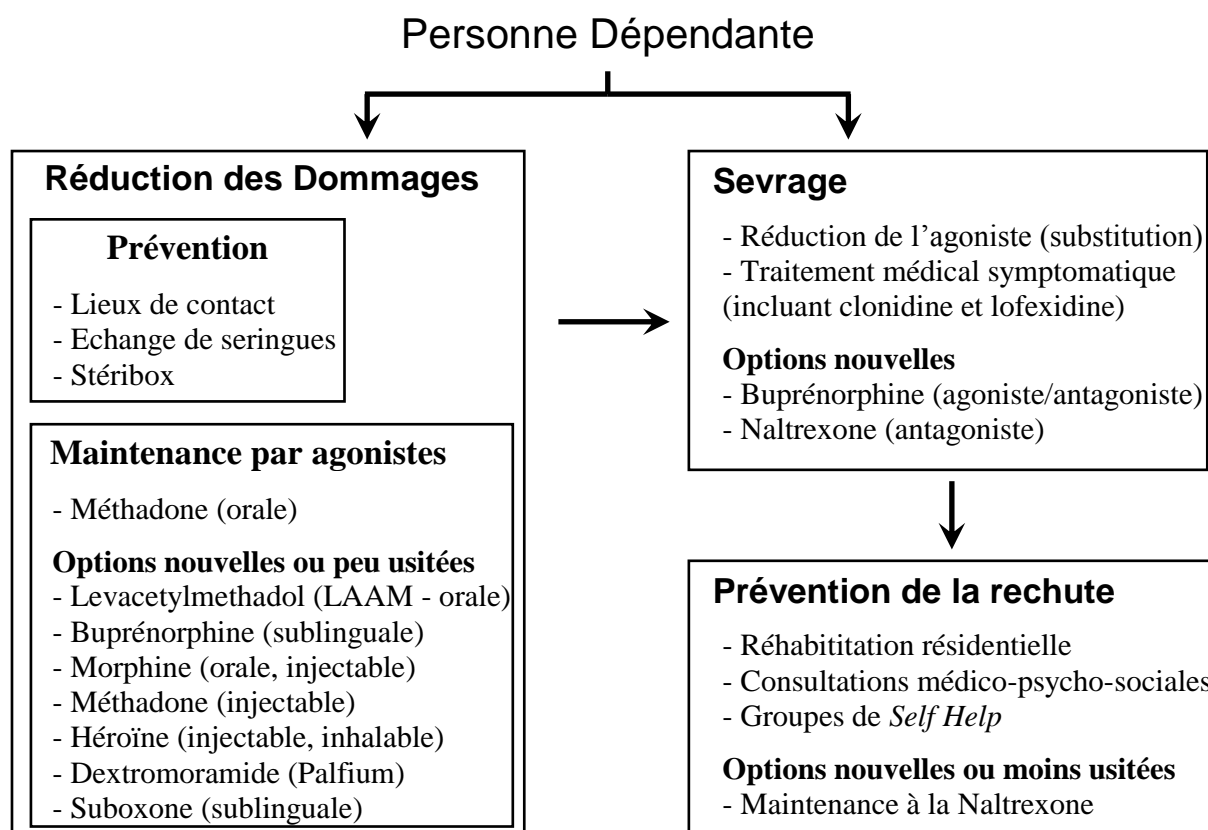 Personne Dépendante
Réduction des Dommages
Prévention
- Lieux de contact
- Echange de seringues
- Stéribox
Maintenance par agonistes
- Méthadone (orale)
Options nouvelles ou peu usitées
- Levacetylmethadol (LAAM - orale)
- Buprénorphine (sublinguale)
- Morphine (orale, injectable)
- Méthadone (injectable)
- Héroïne (injectable, inhalable)
- Dextromoramide (Palfium)
- Suboxone (sublinguale)
Sevrage
- Réduction de l’agoniste (substitution)
- Traitement médical symptomatique
(incluant clonidine et lofexidine)
Options nouvelles
- Buprénorphine (agoniste/antagoniste)
- Naltrexone (antagoniste)
Prévention de la rechute
- Réhabititation résidentielle
- Consultations médico-psycho-sociales
- Groupes de Self Help
Options nouvelles ou moins usitées
- Maintenance à la Naltrexone